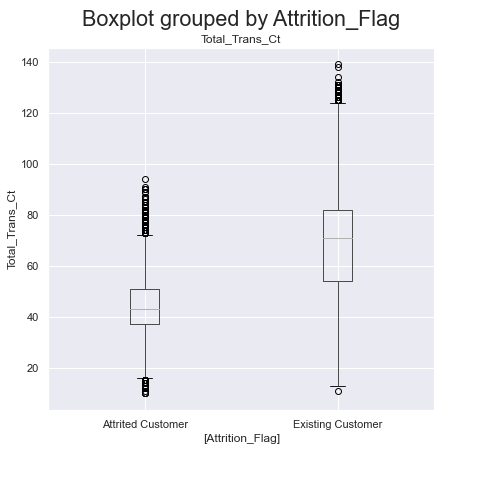 Boxplot grouped by Attrition_Flag
Total_Trans_Ct
140
120
100
80
60
40
20
Total_Trans_Ct
Attrited Customer
Existing Customer
[Attrition_Flag]